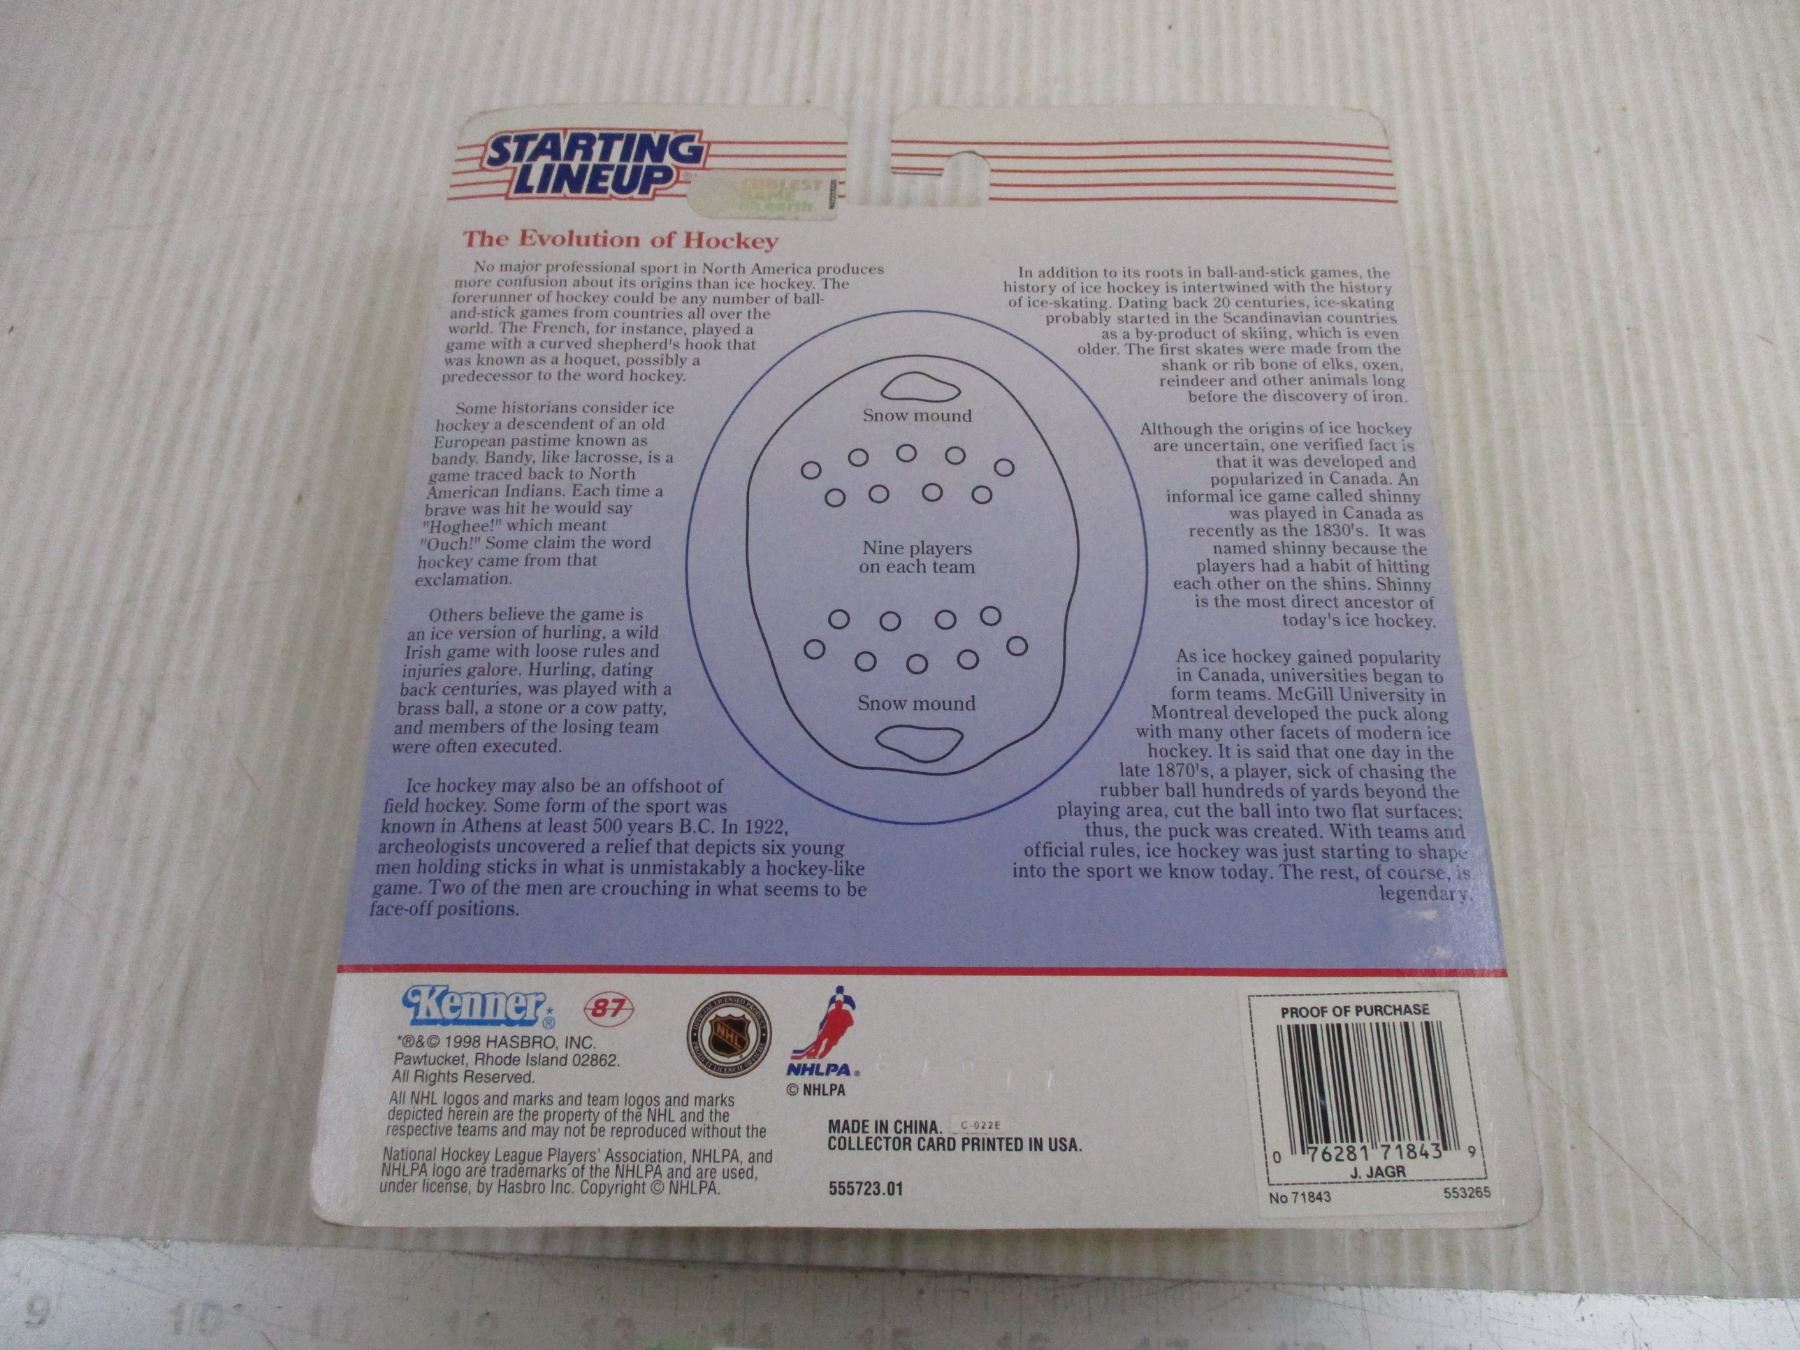 STARTING
LINEUP
COOLEST
GAME
on earth
The Evolution of Hockey
No major professional sport in North America produces
more confusion about its origins than ice hockey. The
forerunner of hockey could be any number of ball-
and-stick games from countries all over the
world. The French, for instance, played a
game with a curved shepherd's hook that
was known as a hoquet, possibly a
predecessor to the word hockey.
Some historians consider ice
hockey a descendent of an old
European pastime known as
bandy. Bandy, like lacrosse, is a
game traced back to North
American Indians. Each time a
brave was hit he would say
"Hoghee!" which meant
"Ouch!" Some claim the word
hockey came from that
exclamation.
Others believe the game is
an ice version of hurling, a wild
Irish game with loose rules and
injuries galore. Hurling, dating
back centuries, was played with a
brass ball, a stone or a cow patty,
and members of the losing team
were often executed.
Ice hockey may also be an offshoot of
field hockey. Some form of the sport was
known in Athens at least 500 years B.C. In 1922,
archeologists uncovered a relief that depicts six young
men holding sticks in what is unmistakably a hockey-like
game. Two of the men are crouching in what seems to be
face-off positions.
Snow mound
Nine players
on each team
Snow mound
In addition to its roots in ball-and-stick games, the
history of ice hockey is intertwined with the history
of ice-skating. Dating back 20 centuries, ice-skating
probably started in the Scandinavian countries
as a by-product of skiing, which is even
older. The first skates were made from the
shank or rib bone of elks, oxen,
reindeer and other animals long
before the discovery of iron.
Although the origins of ice hockey
are uncertain, one verified fact is
that it was developed and
popularized in Canada. An
informal ice game called shinny
was played in Canada as
recently as the 1830's. It was
named shinny because the
players had a habit of hitting
each other on the shins. Shinny
is the most direct ancestor of
today's ice hockey.
As ice hockey gained popularity
in Canada, universities began to
form teams. McGill University in
Montreal developed the puck along
with many other facets of modern ice
hockey. It is said that one day in the
late 1870's, a player, sick of chasing the
rubber ball hundreds of yards beyond the
playing area, cut the ball into two flat surfaces;
thus, the puck was created. With teams and
official rules, ice hockey was just starting to shape
into the sport we know today. The rest, of course, is
legendary.
Kenner ®
87
*®&© 1998 HASBRO, INC.
Pawtucket, Rhode Island 02862.
All Rights Reserved.
All NHL logos and marks and team logos and marks
depicted herein are the property of the NHL and the
respective teams and may not be reproduced without the
National Hockey League Players' Association, NHLPA, and
NHLPA logo are trademarks of the NHLPA and are used,
under license, by Hasbro Inc. Copyright © NHLPA.
NHL
NHLPA®
© NHLPA
MADE IN CHINA. C-022E
COLLECTOR CARD PRINTED IN USA.
555723.01
PROOF OF PURCHASE
0 76281 71843 9
J. JAGR
No 71843 553265
9 10 11 12 13 14 15 16 17